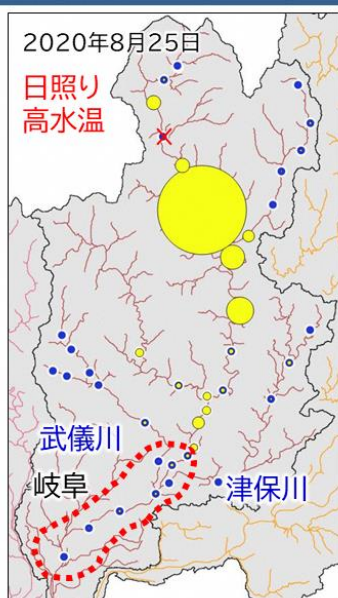 2020年8月25日
日照り
高水温
武儀川
岐阜
津保川